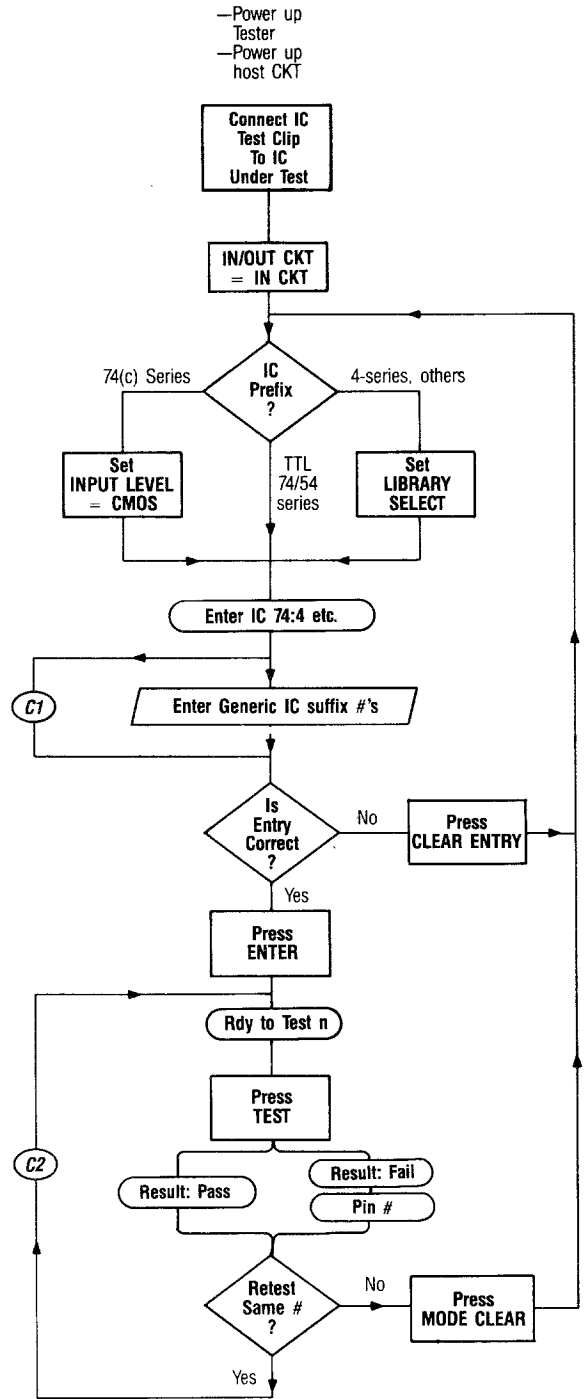 —Power up
Tester
—Power up
host CKT
Connect IC
Test Clip
To IC
Under Test
IN/OUT CKT
= IN CKT
74(c) Series
IC
Prefix
?
4-series, others
Set
INPUT LEVEL
= CMOS
TTL
74/54
series
Set
LIBRARY
SELECT
Enter IC 74:4 etc.
C1
Enter Generic IC suffix #'s
Is
Entry
Correct
?
No
Press
CLEAR ENTRY
Yes
Press
ENTER
Rdy to Test n
Press
TEST
C2
Result: Pass
Result: Fail
Pin #
Retest
Same #
?
No
Press
MODE CLEAR
Yes